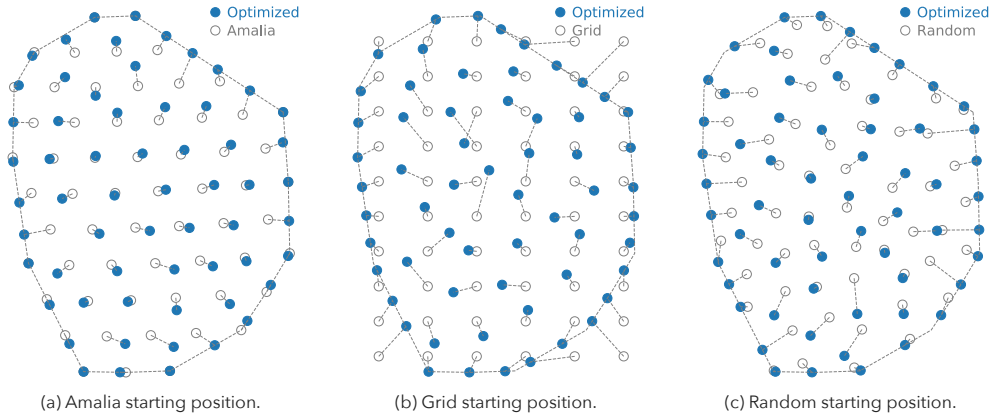 Optimized
Amalia
Optimized
Grid
Optimized
Random
(a) Amalia starting position.
(b) Grid starting position.
(c) Random starting position.